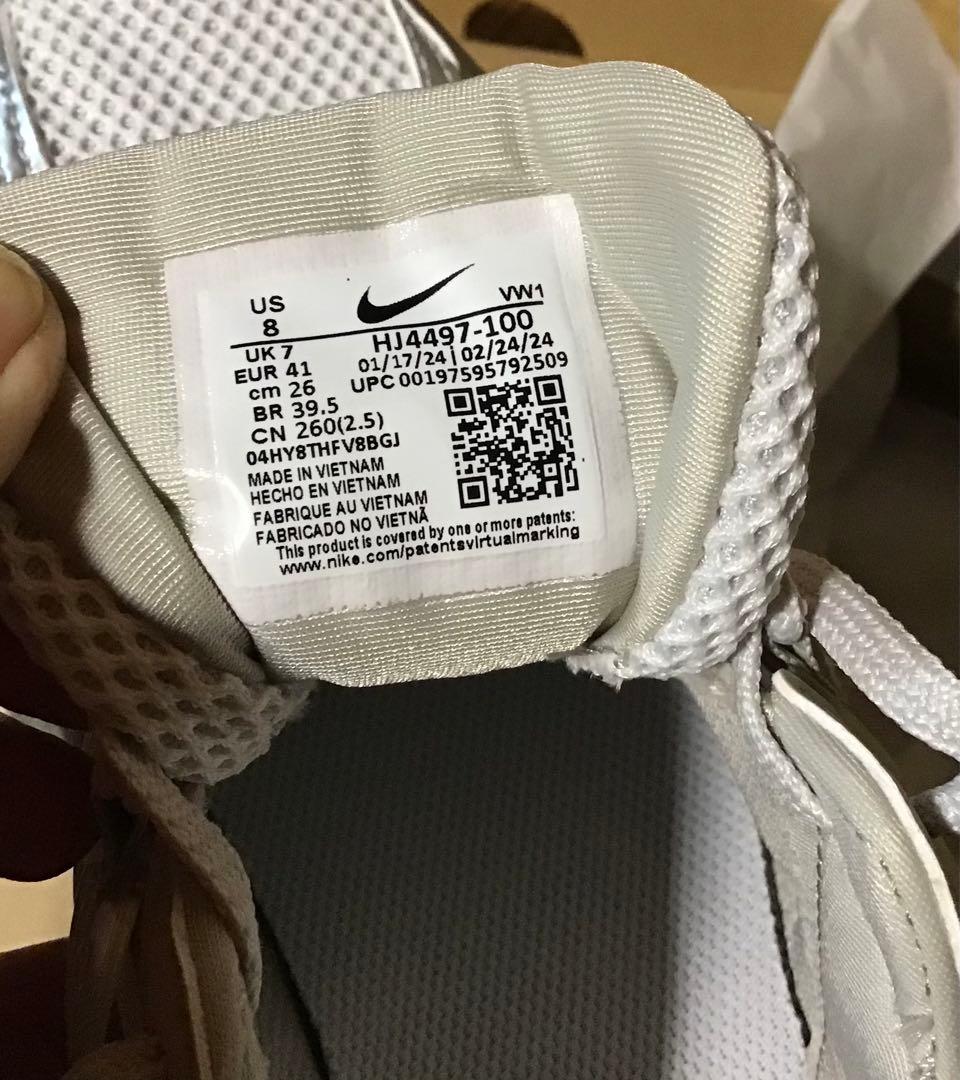 US
8
VW1
UK 7
HJ4497-100
EUR 41
01/17/24 | 02/24/24
cm 26
UPC 00197595792509
BR 39.5
CN 260(2.5)
04HY8THFV8BGJ
MADE IN VIETNAM
HECHO EN VIETNAM
FABRIQUE AU VIETNAM
FABRICADO NO VIETNÃ
This product is covered by one or more patents:
www.nike.com/patentsvirtualmarking